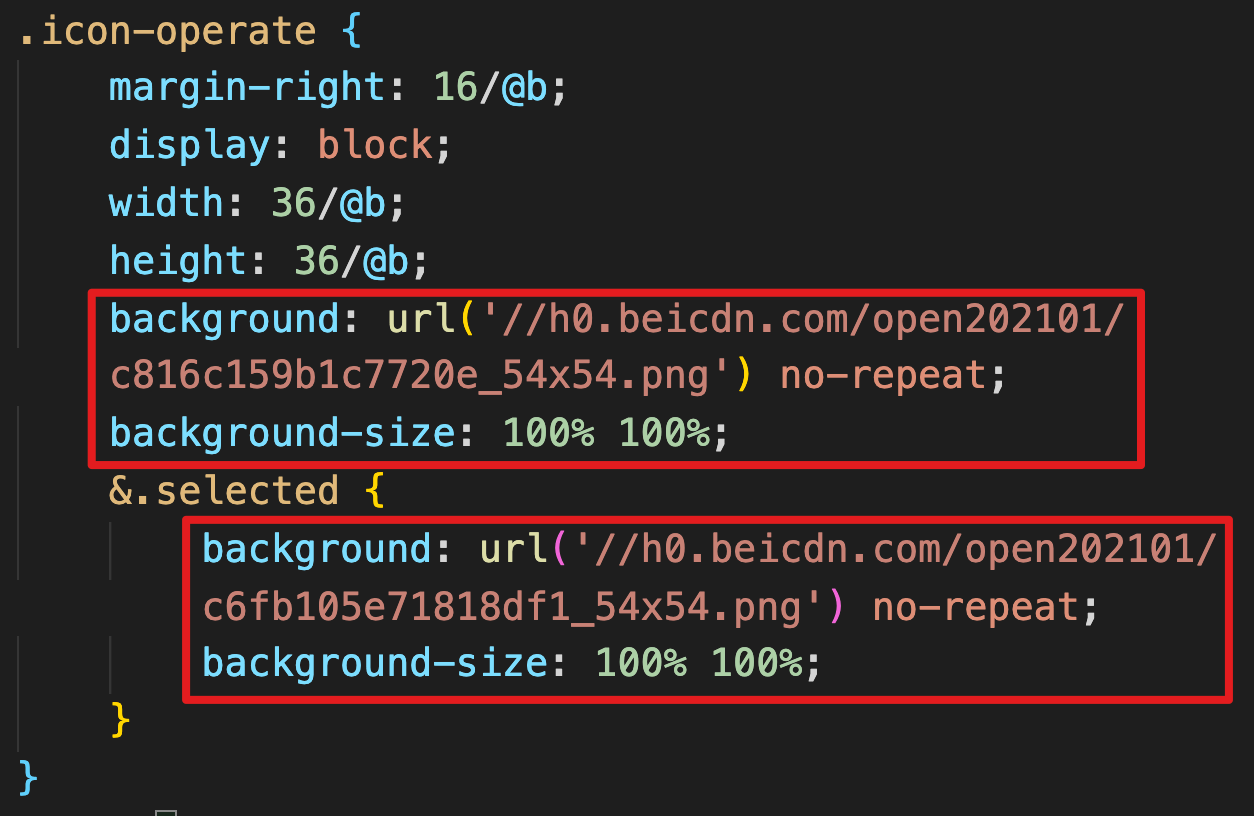 .icon-operate {
margin-right: 16/@b;
display: block;
width: 36/@b;
height: 36/@b;
background: url('//h0.beicdn.com/open202101/
c816c159b1c7720e_54x54.png') no-repeat;
background-size: 100% 100%;
&.selected {
background: url('//h0.beicdn.com/open202101/
c6fb105e71818df1_54x54.png') no-repeat;
background-size: 100% 100%;
}
}